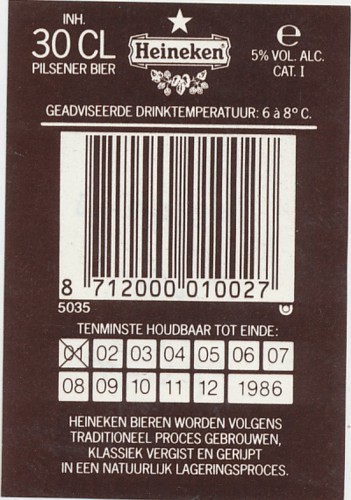 INH.
30 CL
PILSENER BIER
Heineken
e
5% VOL. ALC.
CAT. I
GEADVISEERDE DRINKTEMPERATUUR: 6 à 8° C.
8 712000 010027
5035
TENMINSTE HOUDBAAR TOT EINDE:
01 02 03 04 05 06 07
08 09 10 11 12 1986
HEINEKEN BIEREN WORDEN VOLGENS
TRADITIONEEL PROCES GEBROUWEN,
KLASSIEK VERGIST EN GERIJPT
IN EEN NATUURLIJK LAGERINGSPROCES.